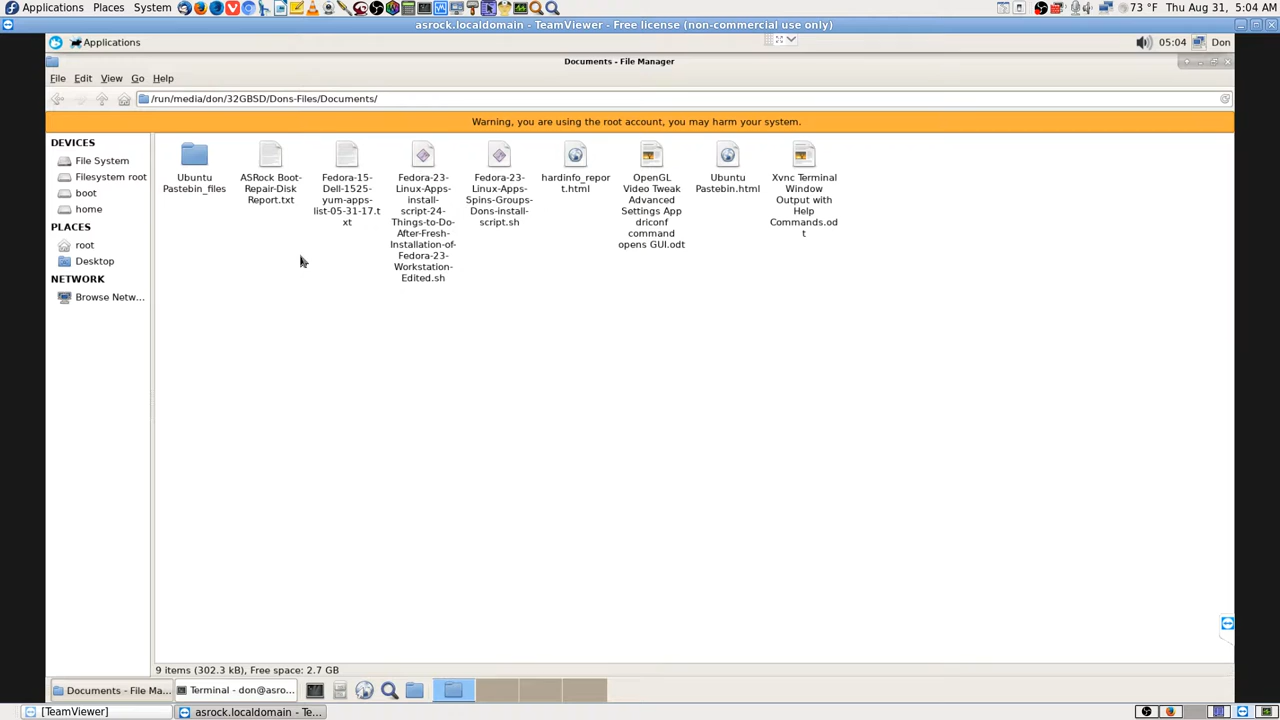 Applications Places System 73 °F Thu Aug 31, 5:04 AM
asrock.localdomain - TeamViewer - Free license (non-commercial use only)
Applications 05:04 Don
Documents - File Manager
File Edit View Go Help
/run/media/don/32GBSD/Dons-Files/Documents/
Warning, you are using the root account, you may harm your system.
DEVICES
File System
Filesystem root
boot
home
PLACES
root
Desktop
NETWORK
Browse Netw...
Ubuntu
Pastebin_files
ASRock Boot-
Repair-Disk
Report.txt
Fedora-15-
Dell-1525-
yum-apps-
list-05-31-17.t
xt
Fedora-23-
Linux-Apps-
install-
script-24-
Things-to-Do-
After-Fresh-
Installation-of-
Fedora-23-
Workstation-
Edited.sh
Fedora-23-
Linux-Apps-
Spins-Groups-
Dons-install-
script.sh
hardinfo_repor
t.html
OpenGL
Video Tweak
Advanced
Settings App
driconf
command
opens GUI.odt
Ubuntu
Pastebin.html
Xvnc Terminal
Window
Output with
Help
Commands.od
t
9 items (302.3 kB), Free space: 2.7 GB
Documents - File Ma...
Terminal - don@asro...
[TeamViewer]
asrock.localdomain - Te...